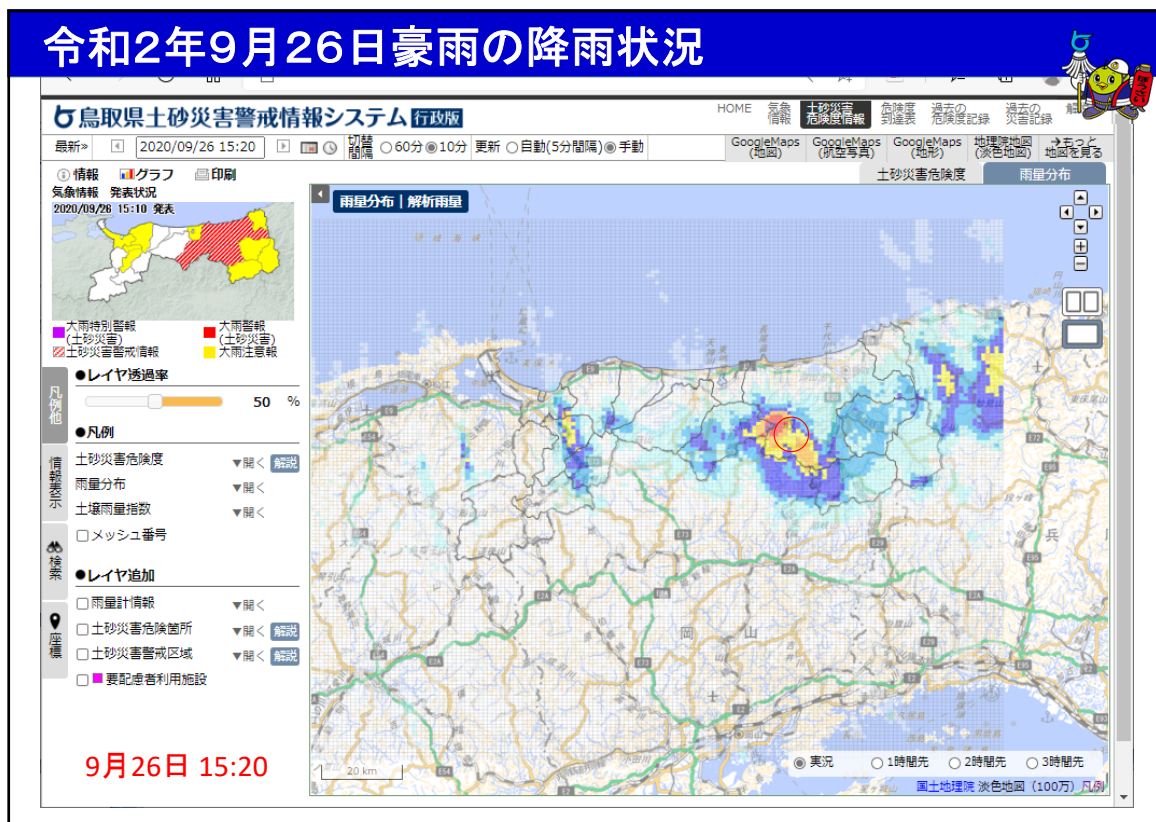 令和2年9月26日豪雨の降雨状況
鳥取県土砂災害警戒情報システム 行政版
HOME 気象情報 土砂災害危険度情報 危険度到達表 過去の危険度記録 過去の災害記録
最新» 2020/09/26 15:20 切替間隔 60分 10分 更新 自動(5分間隔) 手動
GoogleMaps(地図) GoogleMaps(航空写真) GoogleMaps(地形) 地理院地図(淡色地図) →もっと地図を見る
情報 グラフ 印刷
土砂災害危険度 雨量分布
気象情報 発表状況
2020/09/26 15:10 発表
雨量分布 | 解析雨量
大雨特別警報(土砂災害) 大雨警報(土砂災害)
土砂災害警戒情報 大雨注意報
凡例他
情報表示
検索
座標
●レイヤ透過率
50 %
●凡例
土砂災害危険度 ▼開く 解説
雨量分布 ▼開く
土壌雨量指数 ▼開く
メッシュ番号
●レイヤ追加
雨量計情報 ▼開く
土砂災害危険箇所 ▼開く 解説
土砂災害警戒区域 ▼開く 解説
要配慮者利用施設
9月26日 15:20
E9
E9
E54
E72
E95
E73
E29
E2A
E2A
E2A
E2
E54
岡 山
兵
20 km
実況 1時間先 2時間先 3時間先
国土地理院 淡色地図（100万）凡例